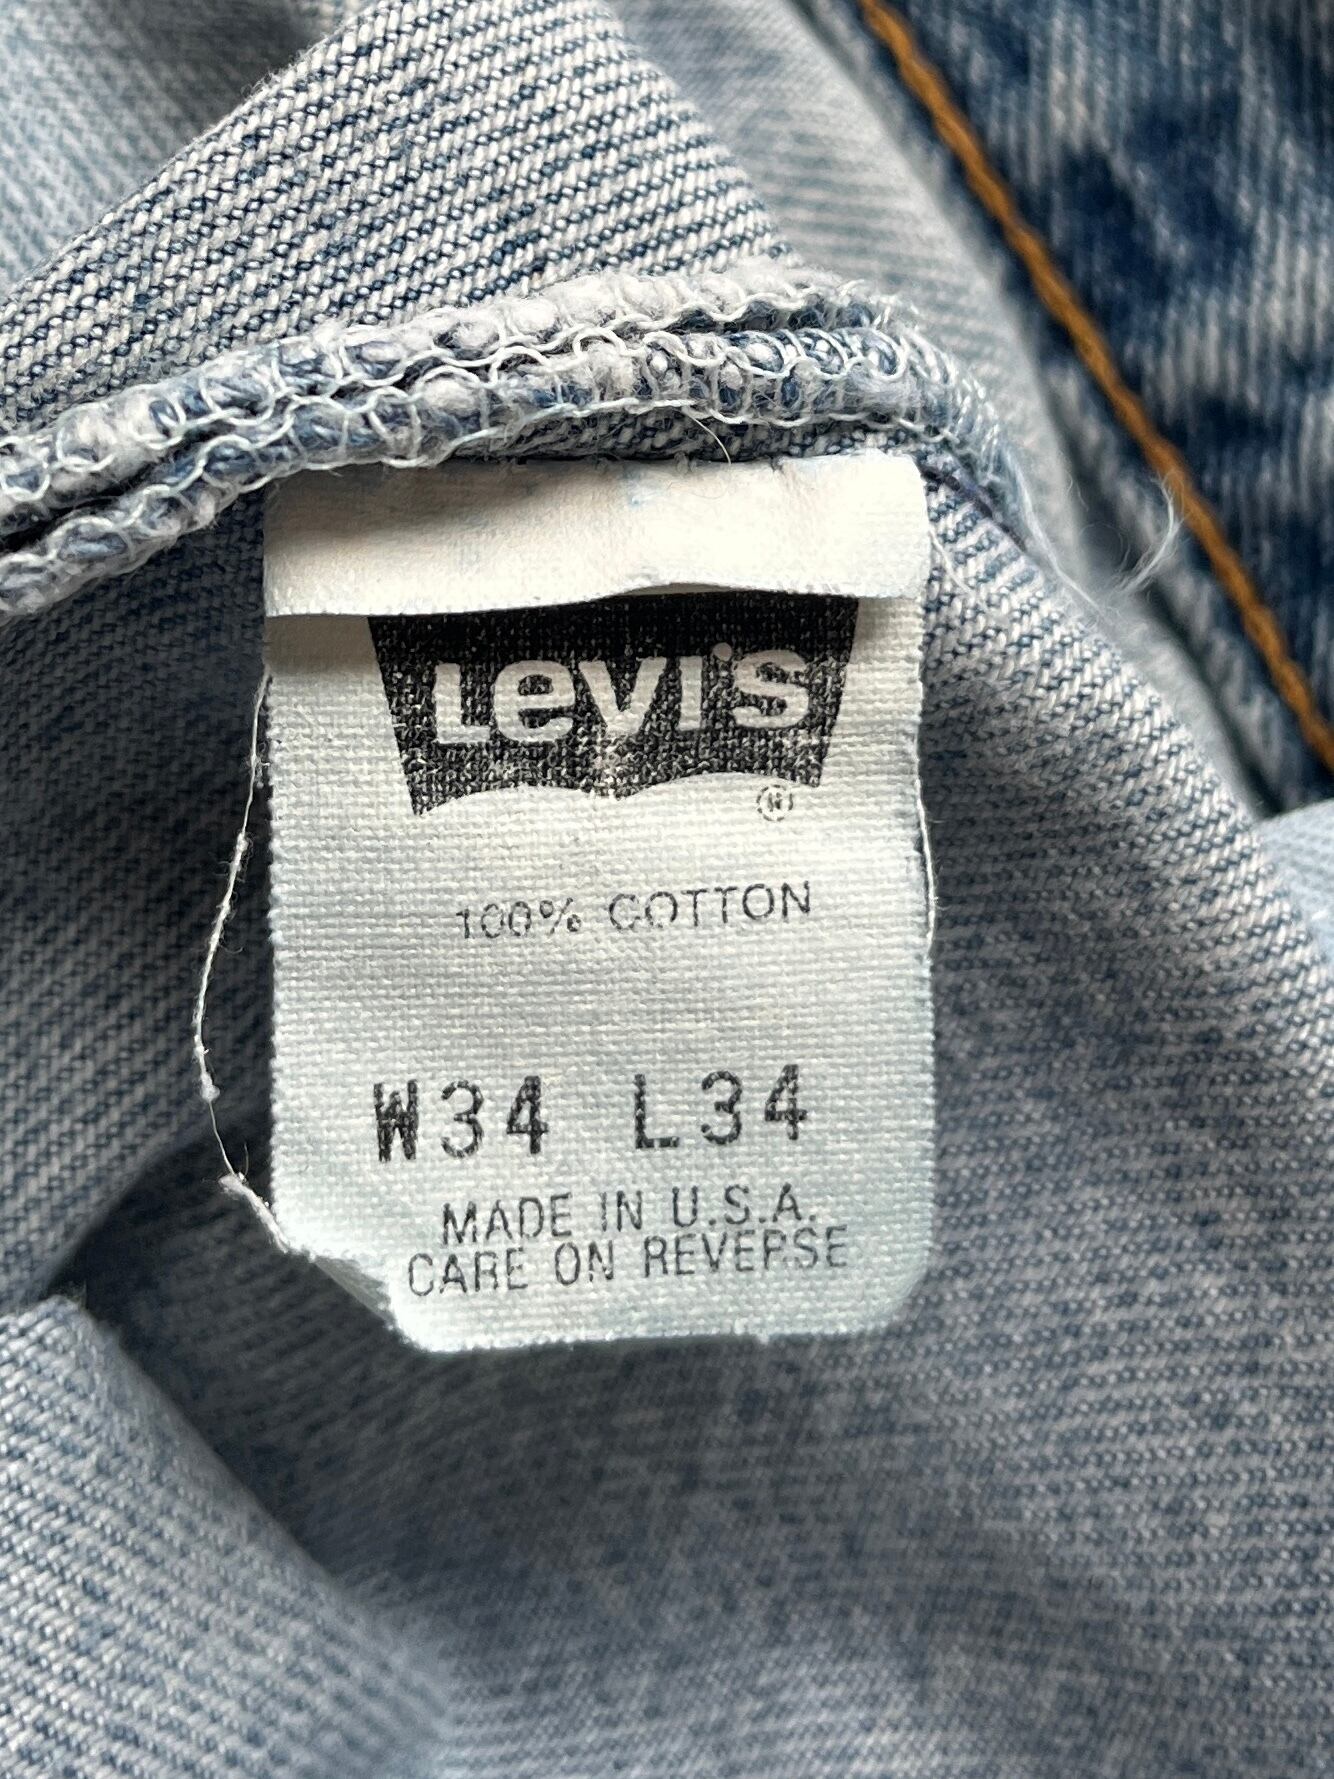 Levi's
®
100% COTTON
W34 L34
MADE IN U.S.A.
CARE ON REVERSE